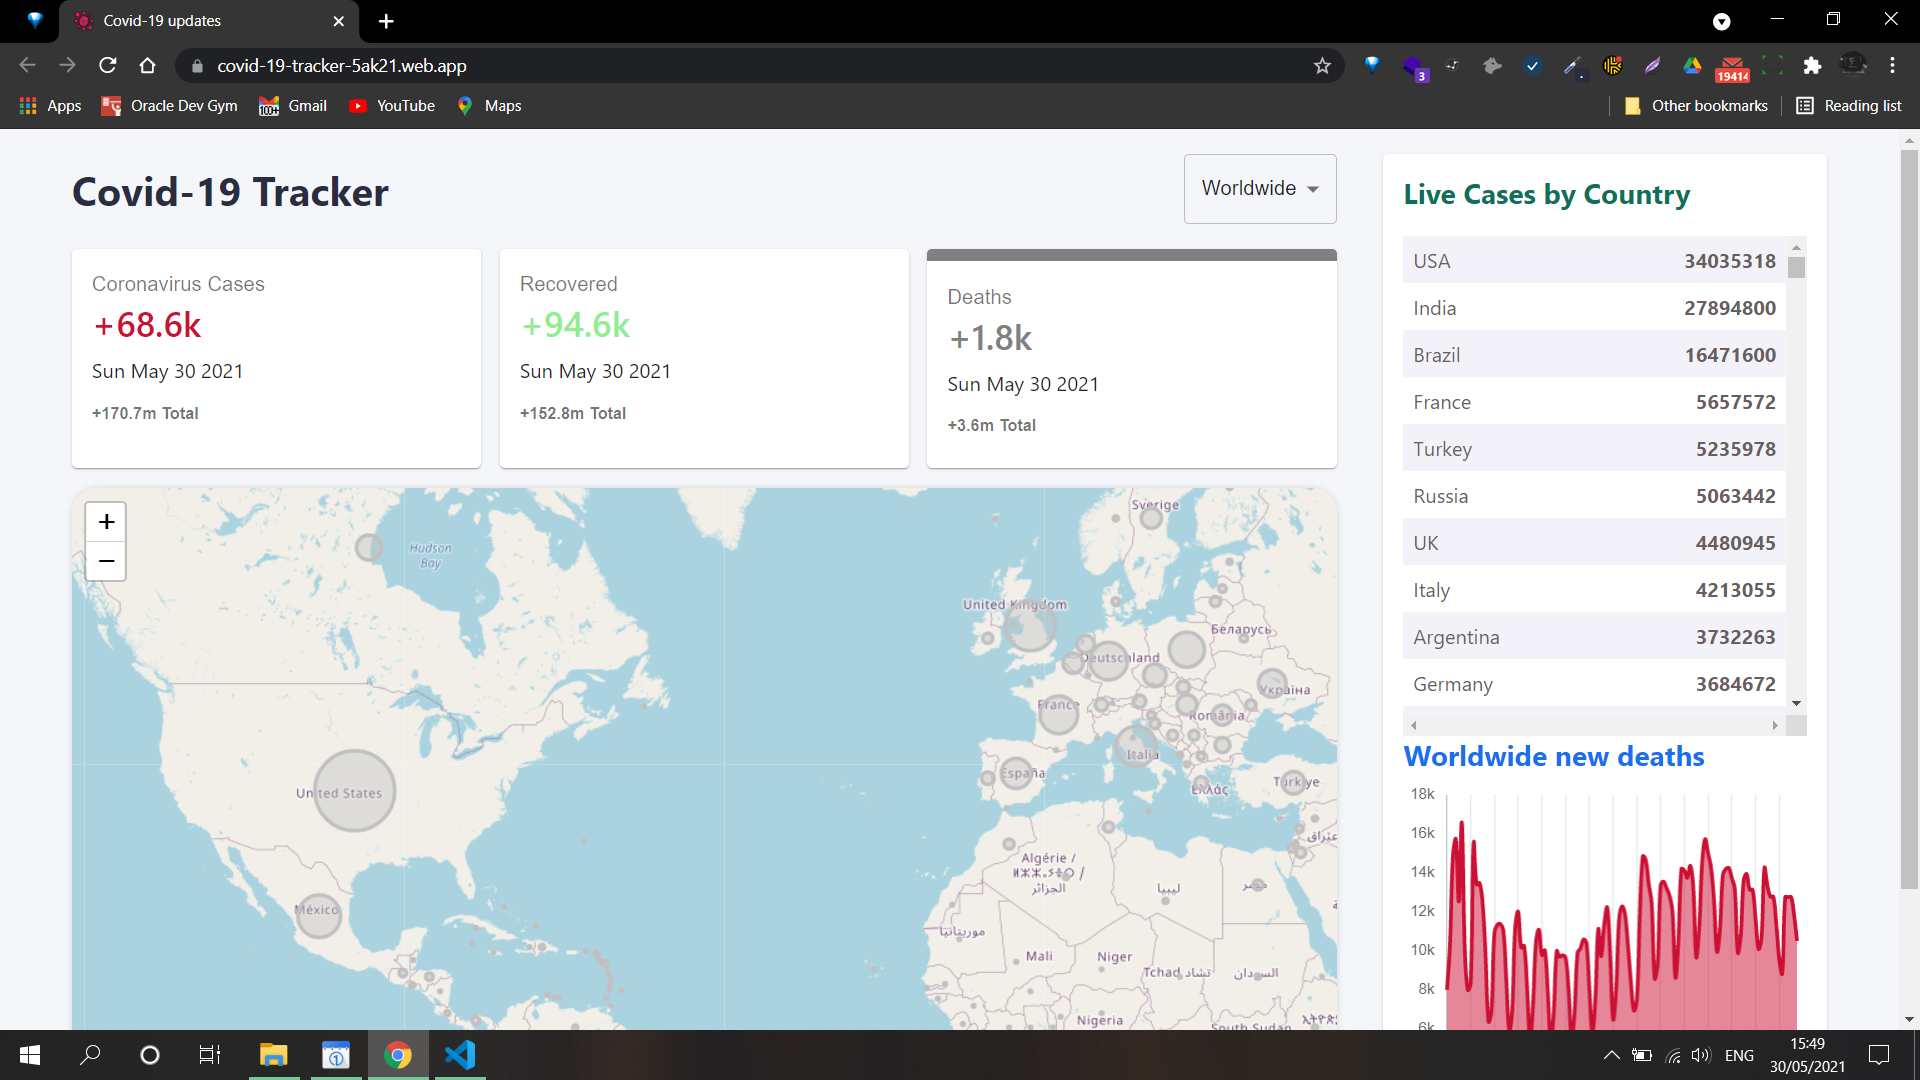 Covid-19 updates
covid-19-tracker-5ak21.web.app
3
19414
Apps
Oracle Dev Gym
100+
Gmail
YouTube
Maps
Other bookmarks
Reading list
Covid-19 Tracker
Worldwide
Coronavirus Cases
+68.6k
Sun May 30 2021
+170.7m Total
Recovered
+94.6k
Sun May 30 2021
+152.8m Total
Deaths
+1.8k
Sun May 30 2021
+3.6m Total
+
−
Hudson
Bay
United States
México
Sverige
United Kingdom
Беларусь
Deutschland
Україна
France
România
Italia
España
Ελλάς
Türkiye
Algérie /
ⵍⵣⵣⴰⵢⴻⵔ /
الجزائر
ليبيا
مصر
موريتانيا
Mali
Niger
Tchad تشاد
السودان
Nigeria
South Sudan
Live Cases by Country
USA 34035318
India 27894800
Brazil 16471600
France 5657572
Turkey 5235978
Russia 5063442
UK 4480945
Italy 4213055
Argentina 3732263
Germany 3684672
Worldwide new deaths
18k
16k
14k
12k
10k
8k
6k
ENG
15:49
30/05/2021